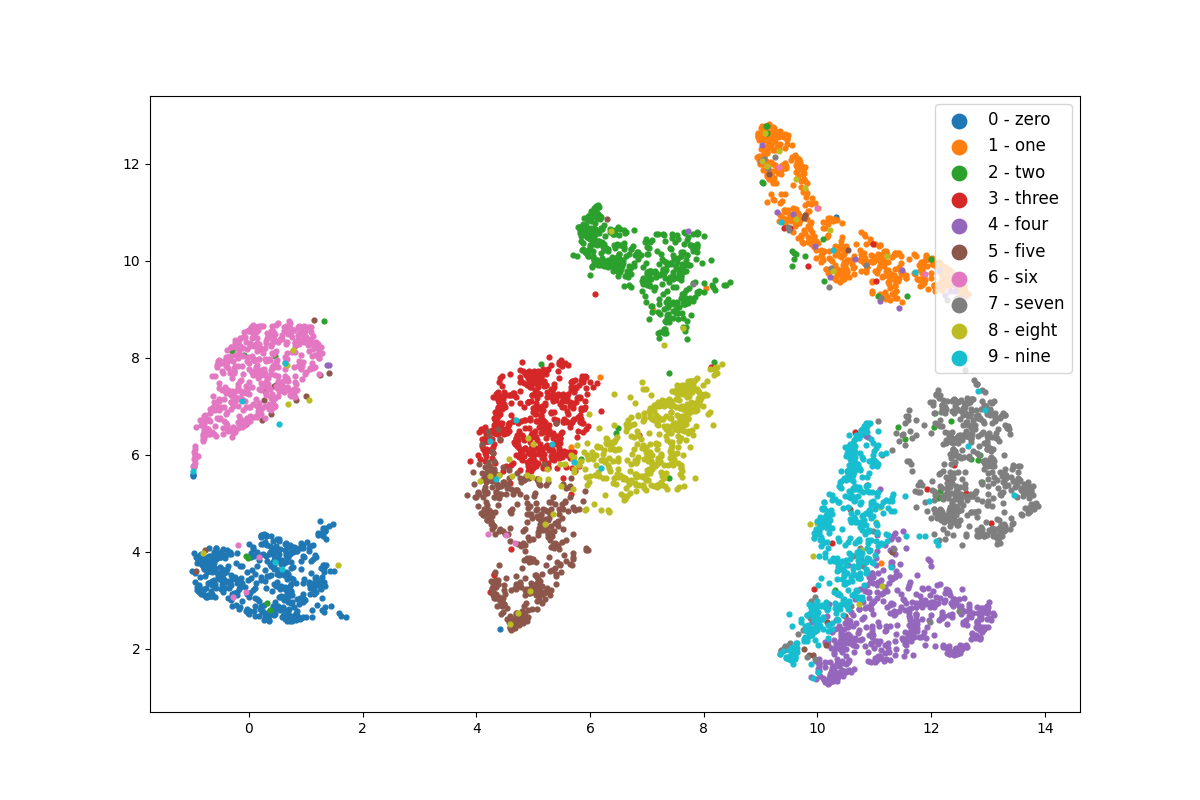 0 - zero
1 - one
2 - two
3 - three
4 - four
5 - five
6 - six
7 - seven
8 - eight
9 - nine
12
10
8
6
4
2
0 2 4 6 8 10 12 14